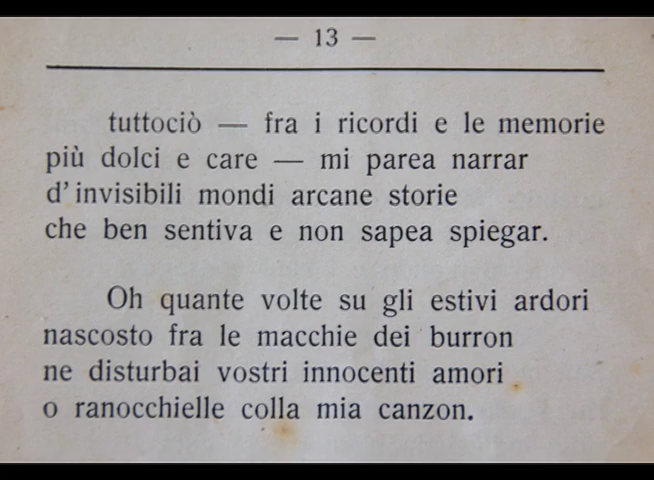 — 13 —
tuttociò — fra i ricordi e le memorie
più dolci e care — mi parea narrar
d'invisibili mondi arcane storie
che ben sentiva e non sapea spiegar.
Oh quante volte su gli estivi ardori
nascosto fra le macchie dei burron
ne disturbai vostri innocenti amori
o ranocchielle colla mia canzon.